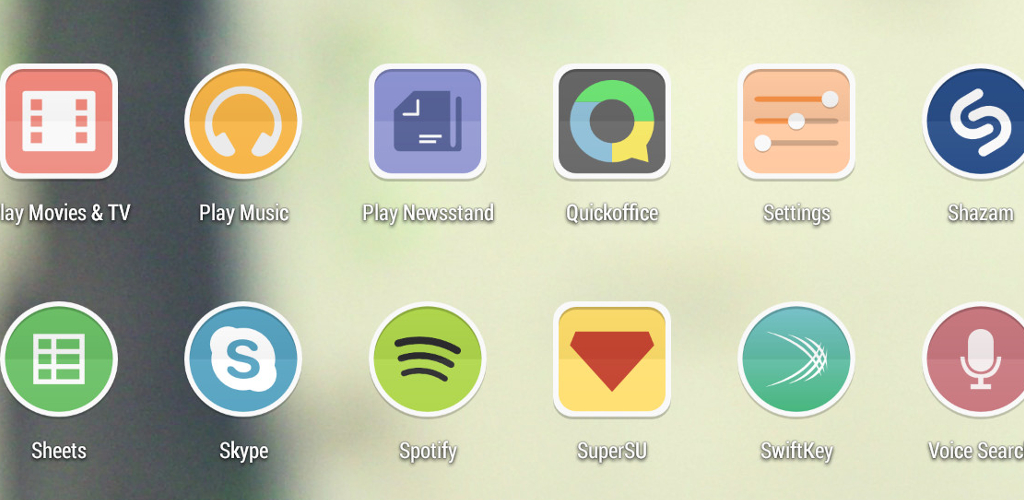 lay Movies & TV
Play Music
Play Newsstand
Quickoffice
Settings
Shazam
Sheets
Skype
Spotify
SuperSU
SwiftKey
Voice Searc